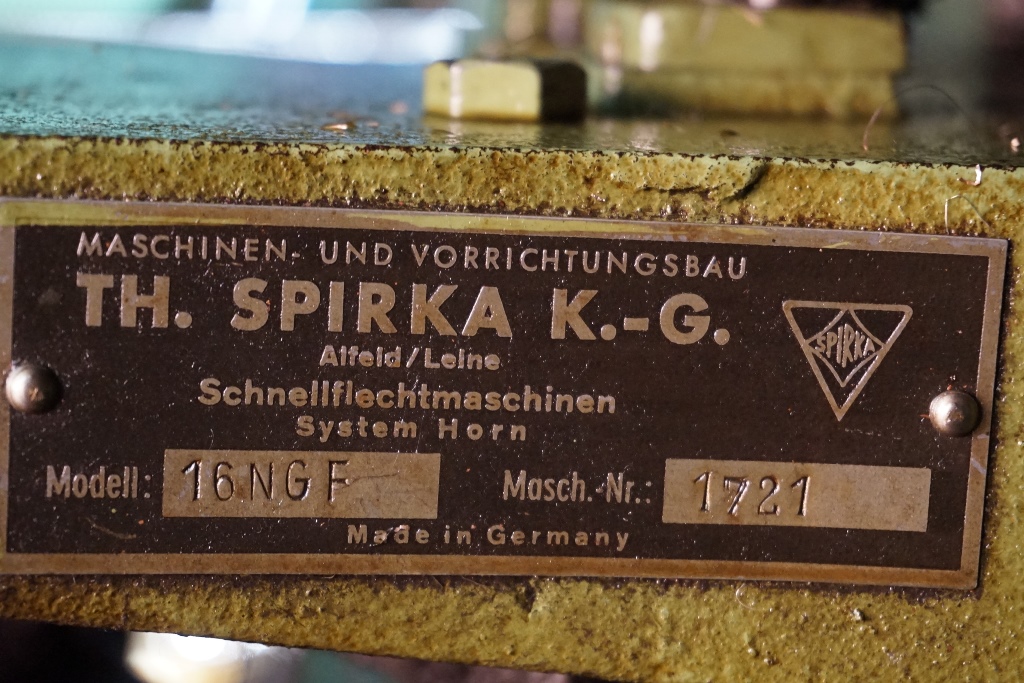 MASCHINEN- UND VORRICHTUNGSBAU
TH. SPIRKA K.-G.
SPIRKA
Alfeld/Leine
Schnellflechtmaschinen
System Horn
Modell: 16NGF
Masch.-Nr.: 1721
Made in Germany